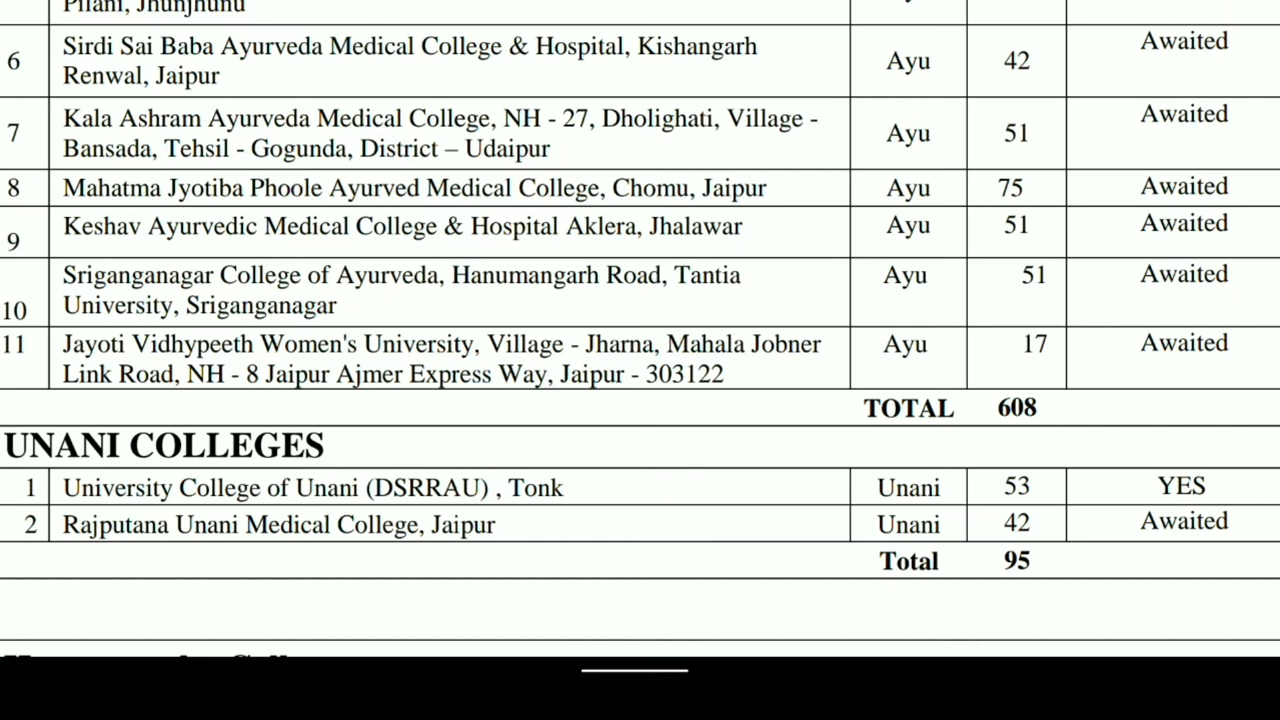 Pilani, Jhunjhunu
6 Sirdi Sai Baba Ayurveda Medical College & Hospital, Kishangarh Renwal, Jaipur Ayu 42 Awaited
7 Kala Ashram Ayurveda Medical College, NH - 27, Dholighati, Village - Bansada, Tehsil - Gogunda, District – Udaipur Ayu 51 Awaited
8 Mahatma Jyotiba Phoole Ayurved Medical College, Chomu, Jaipur Ayu 75 Awaited
9 Keshav Ayurvedic Medical College & Hospital Aklera, Jhalawar Ayu 51 Awaited
10 Sriganganagar College of Ayurveda, Hanumangarh Road, Tantia University, Sriganganagar Ayu 51 Awaited
11 Jayoti Vidhypeeth Women's University, Village - Jharna, Mahala Jobner Link Road, NH - 8 Jaipur Ajmer Express Way, Jaipur - 303122 Ayu 17 Awaited
TOTAL 608
UNANI COLLEGES
1 University College of Unani (DSRRAU) , Tonk Unani 53 YES
2 Rajputana Unani Medical College, Jaipur Unani 42 Awaited
Total 95